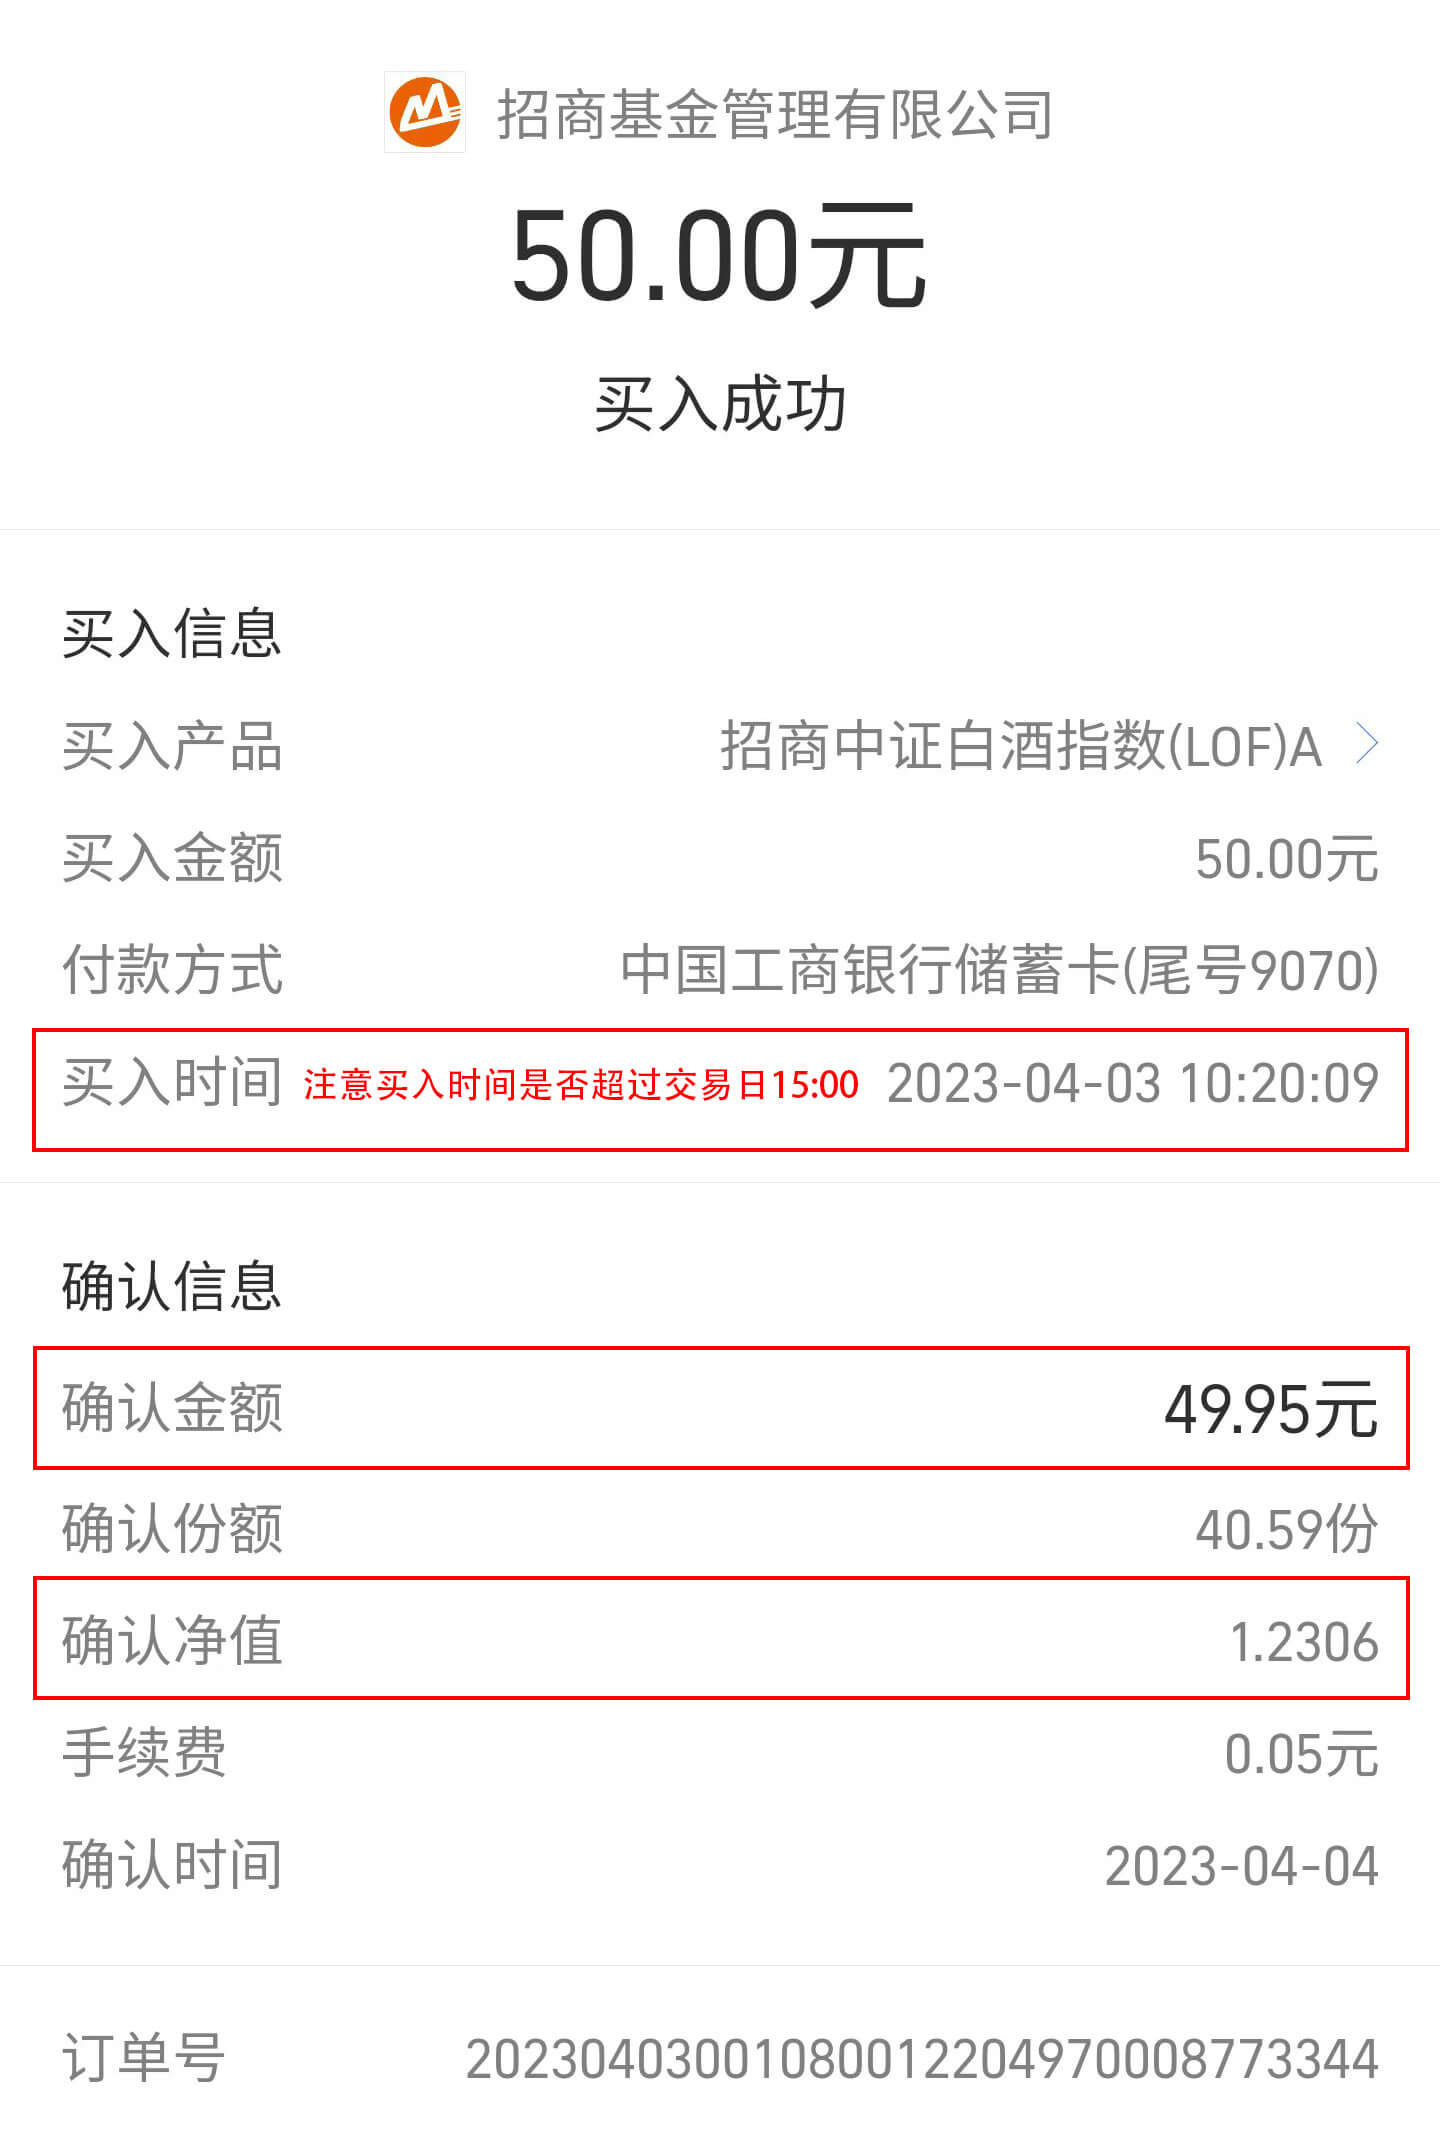 招商基金管理有限公司
50.00元
买入成功
买入信息
买入产品 招商中证白酒指数(LOF)A
买入金额 50.00元
付款方式 中国工商银行储蓄卡(尾号9070)
买入时间 注意买入时间是否超过交易日15:00 2023-04-03 10:20:09
确认信息
确认金额 49.95元
确认份额 40.59份
确认净值 1.2306
手续费 0.05元
确认时间 2023-04-04
订单号 20230403001080012204970008773344